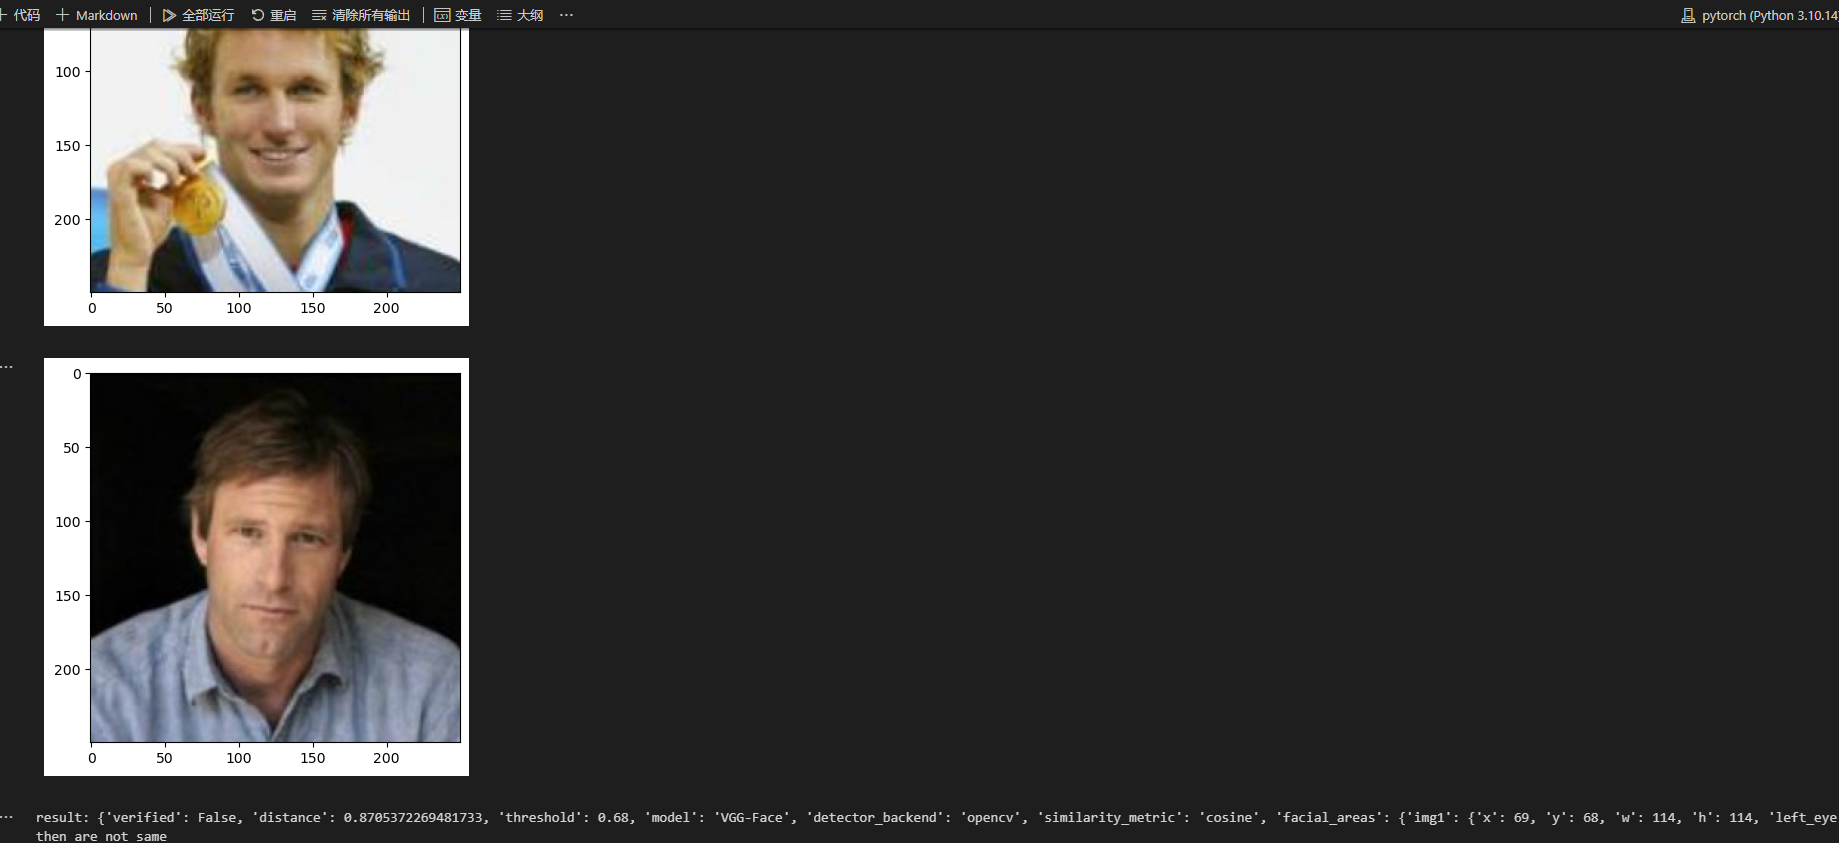 代码 Markdown 全部运行 重启 清除所有输出 变量 大纲 ··· pytorch (Python 3.10.14)
100
150
200
0 50 100 150 200
0
50
100
150
200
0 50 100 150 200
result: {'verified': False, 'distance': 0.8705372269481733, 'threshold': 0.68, 'model': 'VGG-Face', 'detector_backend': 'opencv', 'similarity_metric': 'cosine', 'facial_areas': {'img1': {'x': 69, 'y': 68, 'w': 114, 'h': 114, 'left_eye
then are not same